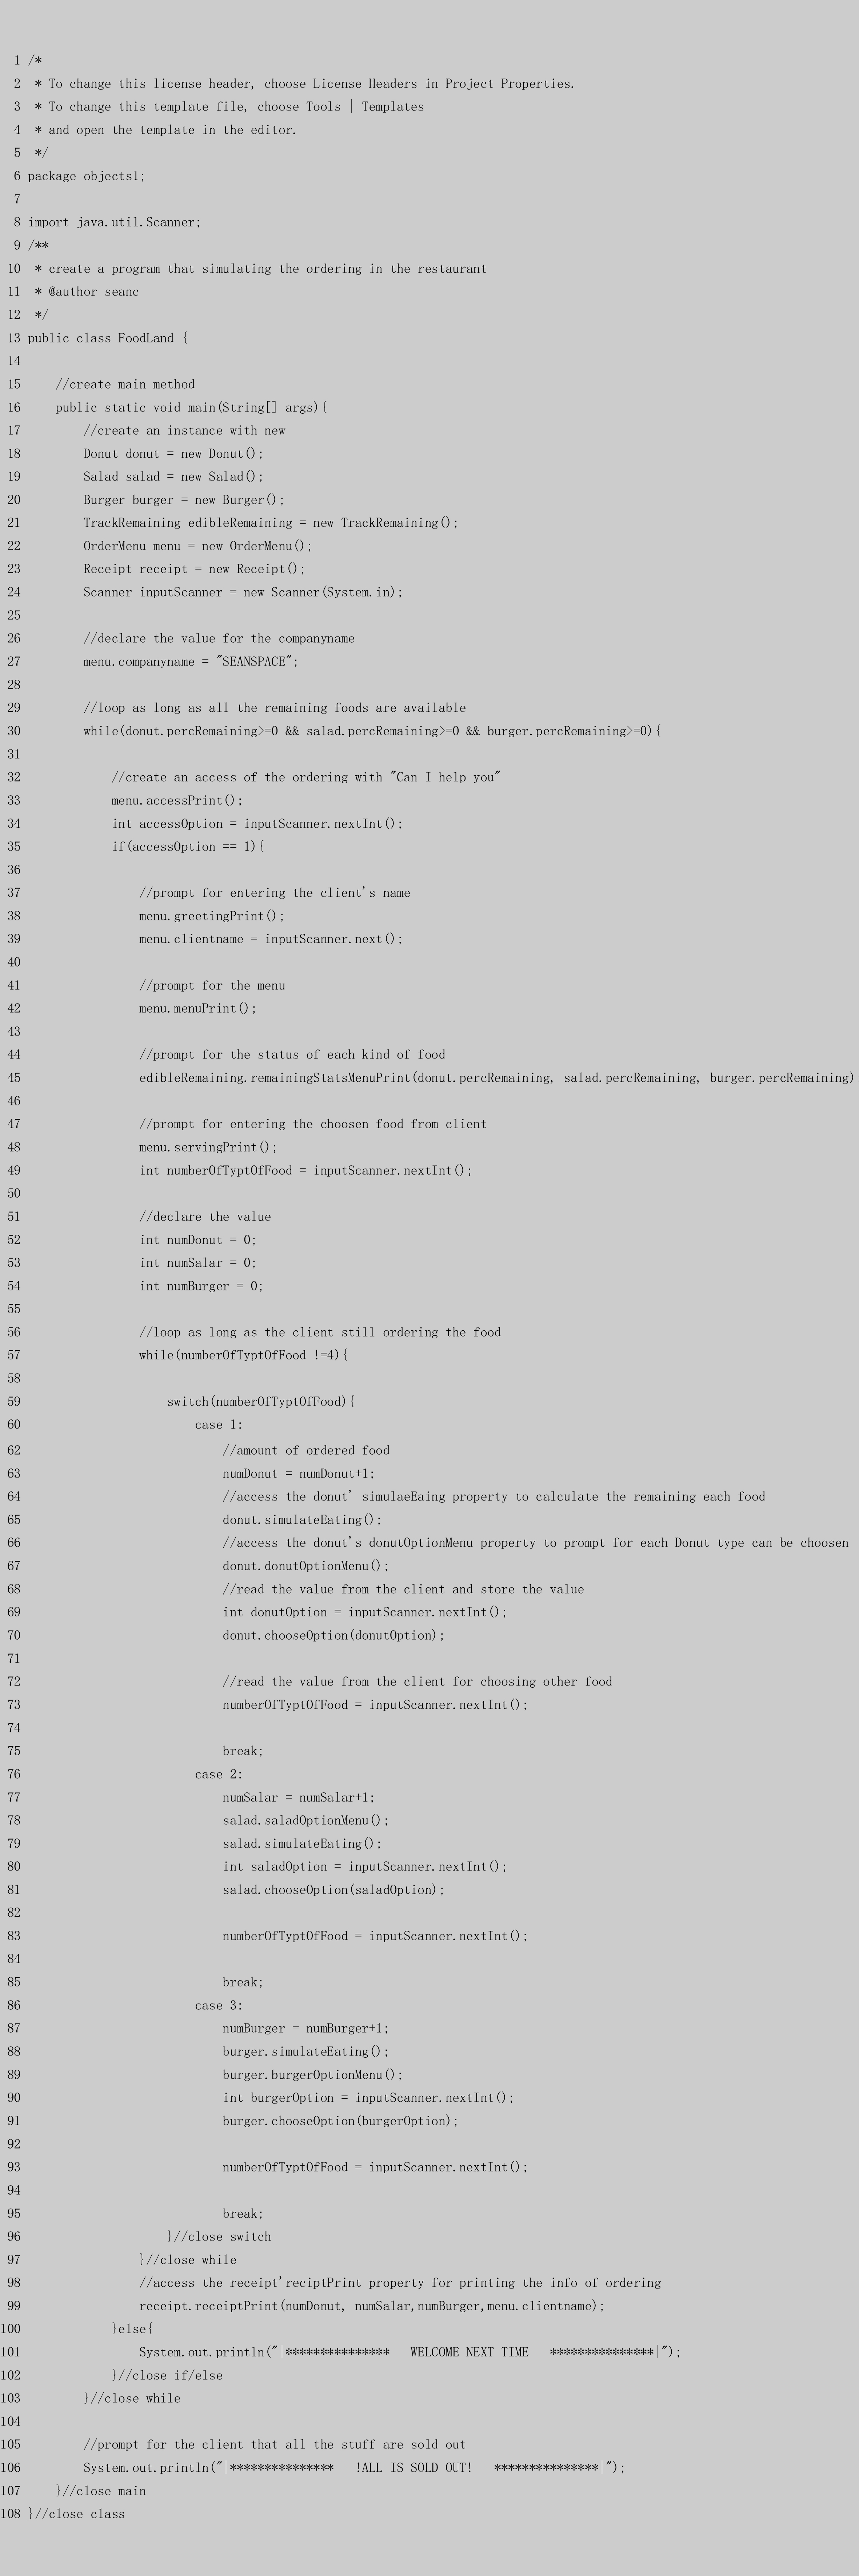 1 /*
2  * To change this license header, choose License Headers in Project Properties.
3  * To change this template file, choose Tools | Templates
4  * and open the template in the editor.
5  */
6 package objects1;
7
8 import java.util.Scanner;
9 /**
10  * create a program that simulating the ordering in the restaurant
11  * @author seanc
12  */
13 public class FoodLand {
14
15     //create main method
16     public static void main(String[] args){
17         //create an instance with new
18         Donut donut = new Donut();
19         Salad salad = new Salad();
20         Burger burger = new Burger();
21         TrackRemaining edibleRemaining = new TrackRemaining();
22         OrderMenu menu = new OrderMenu();
23         Receipt receipt = new Receipt();
24         Scanner inputScanner = new Scanner(System.in);
25
26         //declare the value for the companyname
27         menu.companyname = "SEANSPACE";
28
29         //loop as long as all the remaining foods are available
30         while(donut.percRemaining>=0 && salad.percRemaining>=0 && burger.percRemaining>=0){
31
32             //create an access of the ordering with "Can I help you"
33             menu.accessPrint();
34             int accessOption = inputScanner.nextInt();
35             if(accessOption == 1){
36
37                 //prompt for entering the client's name
38                 menu.greetingPrint();
39                 menu.clientname = inputScanner.next();
40
41                 //prompt for the menu
42                 menu.menuPrint();
43
44                 //prompt for the status of each kind of food
45                 edibleRemaining.remainingStatsMenuPrint(donut.percRemaining, salad.percRemaining, burger.percRemaining)
46
47                 //prompt for entering the choosen food from client
48                 menu.servingPrint();
49                 int numberOfTyptOfFood = inputScanner.nextInt();
50
51                 //declare the value
52                 int numDonut = 0;
53                 int numSalar = 0;
54                 int numBurger = 0;
55
56                 //loop as long as the client still ordering the food
57                 while(numberOfTyptOfFood !=4){
58
59                     switch(numberOfTyptOfFood){
60                         case 1:
62                             //amount of ordered food
63                             numDonut = numDonut+1;
64                             //access the donut' simulaeEaing property to calculate the remaining each food
65                             donut.simulateEating();
66                             //access the donut's donutOptionMenu property to prompt for each Donut type can be choosen
67                             donut.donutOptionMenu();
68                             //read the value from the client and store the value
69                             int donutOption = inputScanner.nextInt();
70                             donut.chooseOption(donutOption);
71
72                             //read the value from the client for choosing other food
73                             numberOfTyptOfFood = inputScanner.nextInt();
74
75                             break;
76                         case 2:
77                             numSalar = numSalar+1;
78                             salad.saladOptionMenu();
79                             salad.simulateEating();
80                             int saladOption = inputScanner.nextInt();
81                             salad.chooseOption(saladOption);
82
83                             numberOfTyptOfFood = inputScanner.nextInt();
84
85                             break;
86                         case 3:
87                             numBurger = numBurger+1;
88                             burger.simulateEating();
89                             burger.burgerOptionMenu();
90                             int burgerOption = inputScanner.nextInt();
91                             burger.chooseOption(burgerOption);
92
93                             numberOfTyptOfFood = inputScanner.nextInt();
94
95                             break;
96                     }//close switch
97                 }//close while
98                 //access the receipt'reciptPrint property for printing the info of ordering
99                 receipt.receiptPrint(numDonut, numSalar,numBurger,menu.clientname);
100             }else{
101                 System.out.println("|***************   WELCOME NEXT TIME   ***************|");
102             }//close if/else
103         }//close while
104
105         //prompt for the client that all the stuff are sold out
106         System.out.println("|***************   !ALL IS SOLD OUT!   ***************|");
107     }//close main
108 }//close class